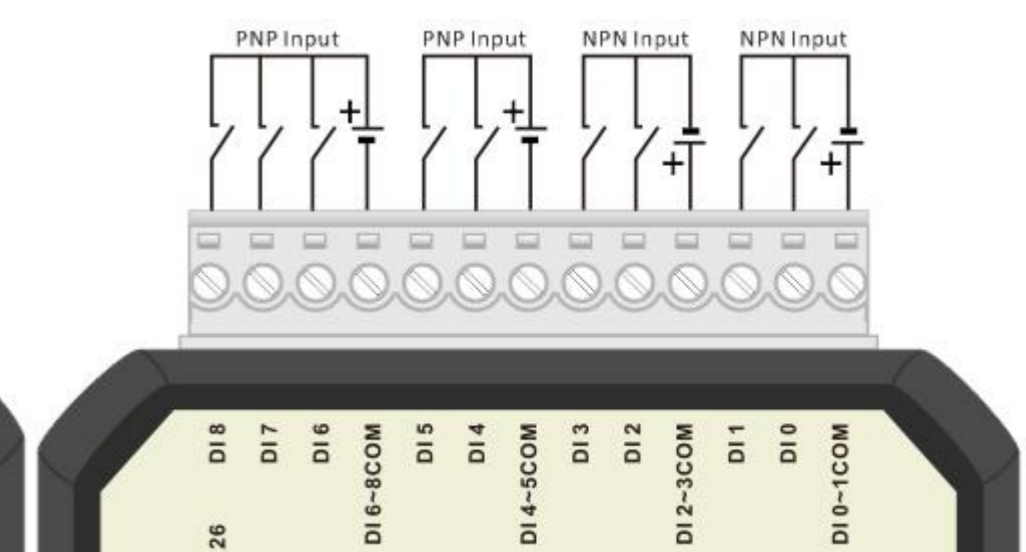 PNP Input
PNP Input
NPN Input
NPN Input
+
+
+
+
DI 8
DI 7
DI 6
DI 6~8COM
DI 5
DI 4
DI 4~5COM
DI 3
DI 2
DI 2~3COM
DI 1
DI 0
DI 0~1COM
26